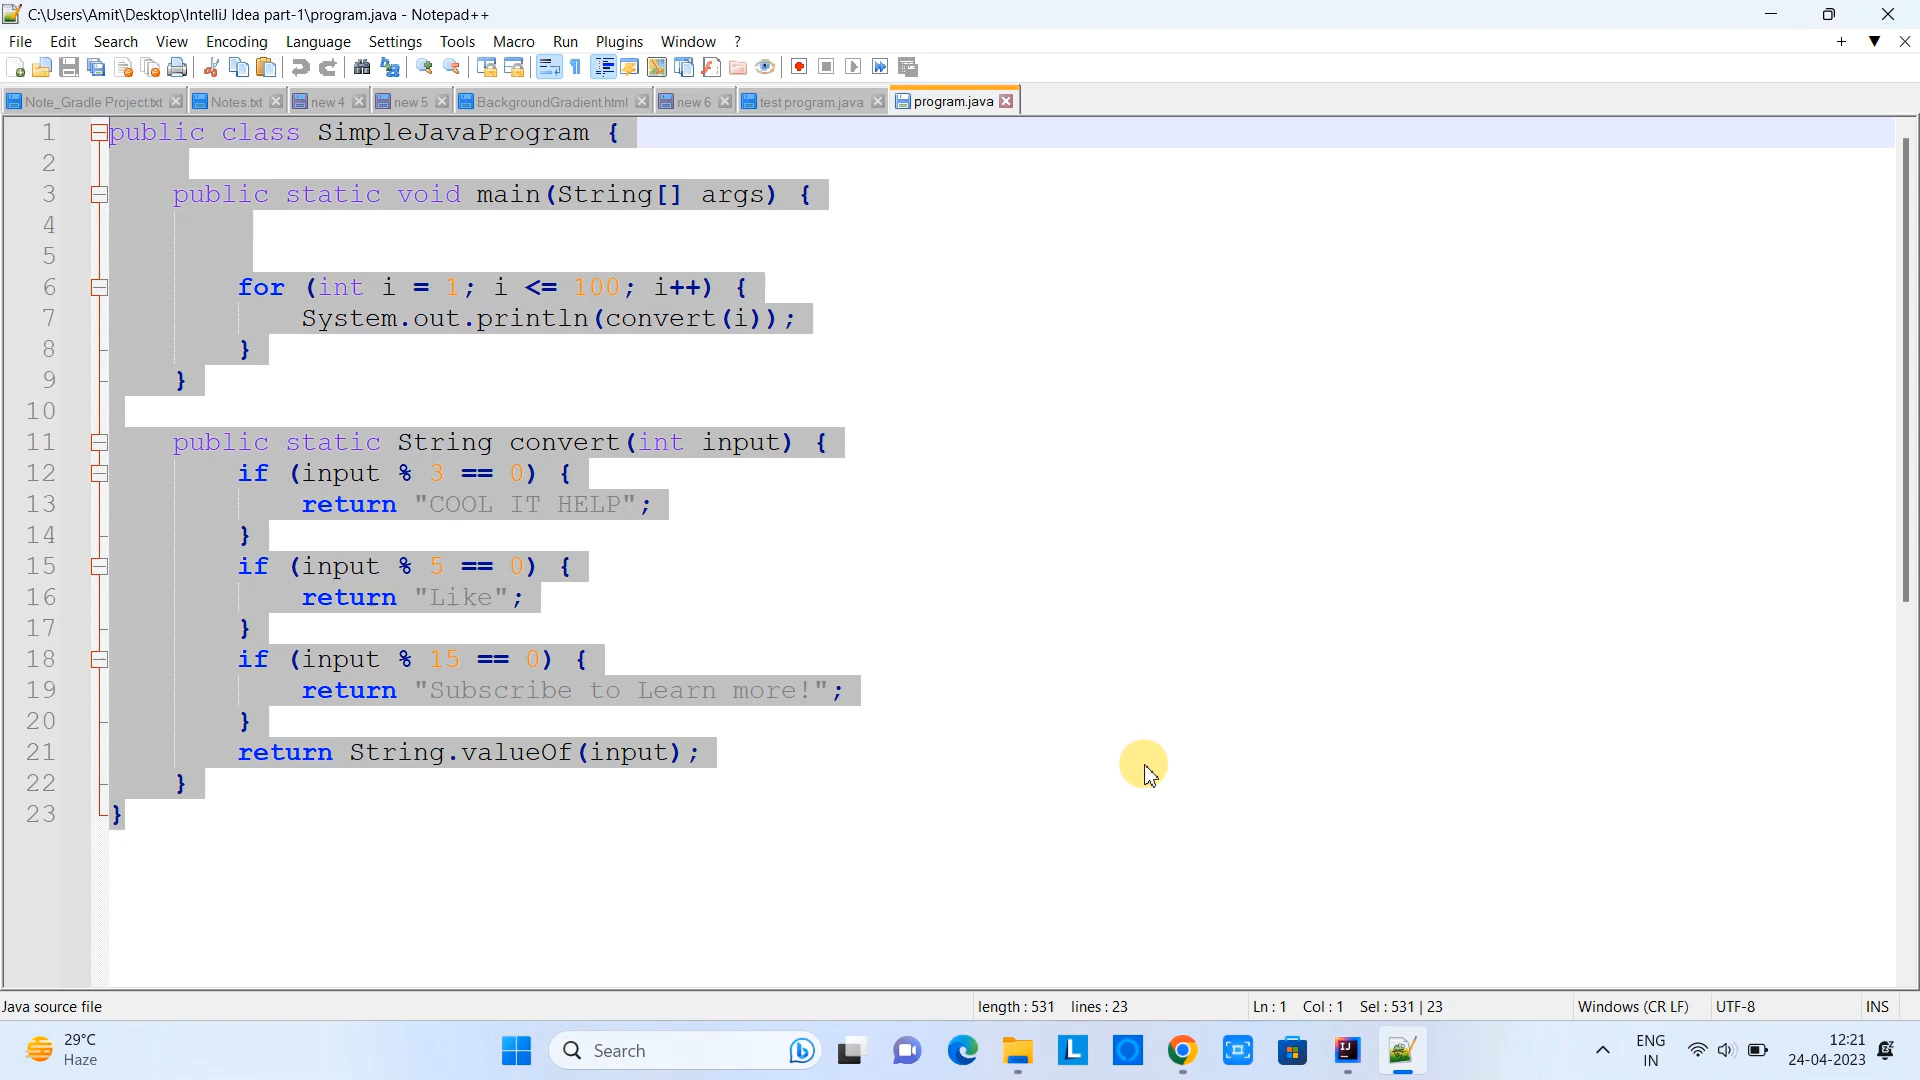 C:\Users\Amit\Desktop\IntelliJ Idea part-1\program.java - Notepad++
File Edit Search View Encoding Language Settings Tools Macro Run Plugins Window ?
Note_Gradle Project.txt Notes.txt new 4 new 5 BackgroundGradient.html new 6 test program.java program.java
1 public class SimpleJavaProgram {
2
3 public static void main(String[] args) {
4
5
6 for (int i = 1; i <= 100; i++) {
7 System.out.println(convert(i));
8 }
9 }
10
11 public static String convert(int input) {
12 if (input % 3 == 0) {
13 return "COOL IT HELP";
14 }
15 if (input % 5 == 0) {
16 return "Like";
17 }
18 if (input % 15 == 0) {
19 return "Subscribe to Learn more!";
20 }
21 return String.valueOf(input);
22 }
23 }
Java source file length : 531 lines : 23 Ln : 1 Col : 1 Sel : 531 | 23 Windows (CR LF) UTF-8 INS
29°C
Haze
Search
ENG
IN
12:21
24-04-2023